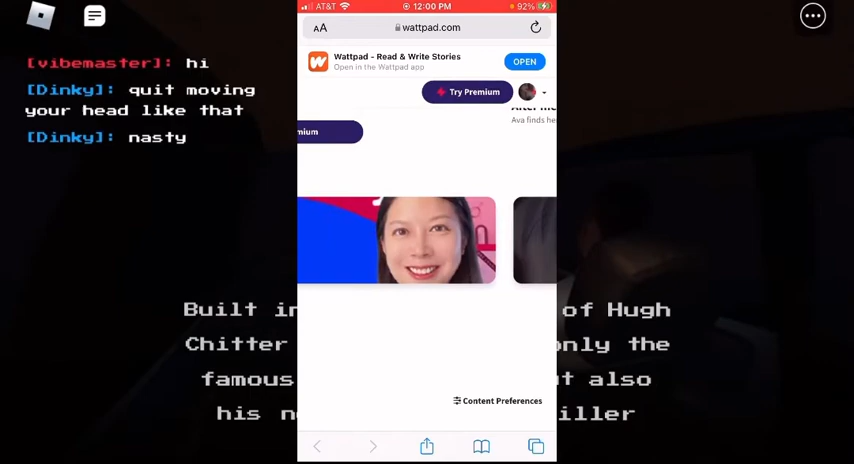 [vibemaster]: hi
[Dinky]: quit moving
your head like that
[Dinky]: nasty
AT&T 12:00 PM 92%
AA wattpad.com
Wattpad - Read & Write Stories
Open in the Wattpad app
OPEN
Try Premium
Ava finds he
mium
Built in of Hugh
Chitter only the
famous also
his
Content Preferences